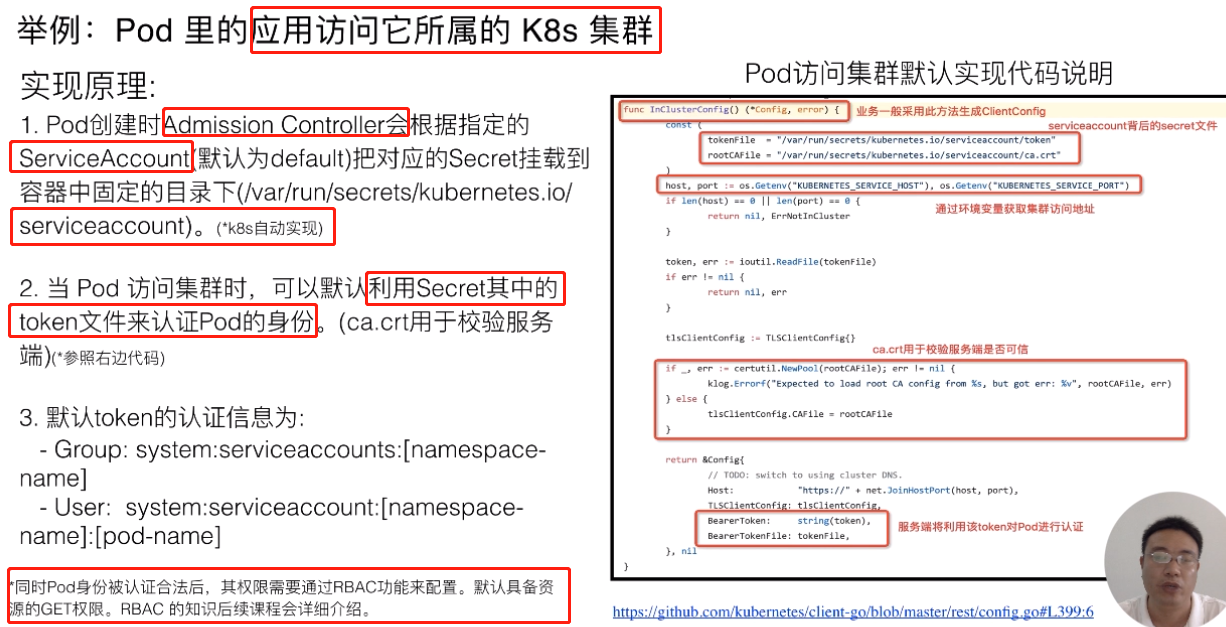 举例：Pod 里的应用访问它所属的 K8s 集群
实现原理:
1. Pod创建时Admission Controller会根据指定的
ServiceAccount(默认为default)把对应的Secret挂载到
容器中固定的目录下(/var/run/secrets/kubernetes.io/
serviceaccount)。(*k8s自动实现)
2. 当 Pod 访问集群时，可以默认利用Secret其中的
token文件来认证Pod的身份。(ca.crt用于校验服务
端)(*参照右边代码)
3. 默认token的认证信息为:
- Group: system:serviceaccounts:[namespace-
name]
- User: system:serviceaccount:[namespace-
name]:[pod-name]
*同时Pod身份被认证合法后，其权限需要通过RBAC功能来配置。默认具备资
源的GET权限。RBAC 的知识后续课程会详细介绍。
Pod访问集群默认实现代码说明
func InClusterConfig() (*Config, error) { 业务一般采用此方法生成ClientConfig
const ( serviceaccount背后的secret文件
tokenFile = "/var/run/secrets/kubernetes.io/serviceaccount/token"
rootCAFile = "/var/run/secrets/kubernetes.io/serviceaccount/ca.crt"
)
host, port := os.Getenv("KUBERNETES_SERVICE_HOST"), os.Getenv("KUBERNETES_SERVICE_PORT")
if len(host) == 0 || len(port) == 0 { 通过环境变量获取集群访问地址
return nil, ErrNotInCluster
}
token, err := ioutil.ReadFile(tokenFile)
if err != nil {
return nil, err
}
tlsClientConfig := TLSClientConfig{}
ca.crt用于校验服务端是否可信
if _, err := certutil.NewPool(rootCAFile); err != nil {
klog.Errorf("Expected to load root CA config from %s, but got err: %v", rootCAFile, err)
} else {
tlsClientConfig.CAFile = rootCAFile
}
return &Config{
// TODO: switch to using cluster DNS.
Host: "https://" + net.JoinHostPort(host, port),
TLSClientConfig: tlsClientConfig,
BearerToken: string(token), 服务端将利用该token对Pod进行认证
BearerTokenFile: tokenFile,
}, nil
}
https://github.com/kubernetes/client-go/blob/master/rest/config.go#L399:6